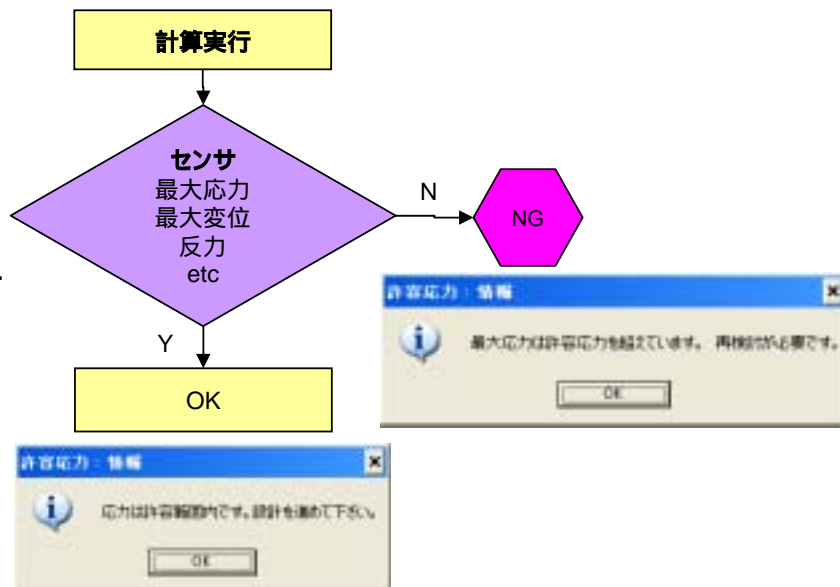 計算実行
センサ
最大応力
最大変位
反力
etc
N
NG
Y
OK
許容応力：情報
最大応力は許容応力を超えています。 再検討が必要です。
OK
許容応力：情報
応力は許容範囲内です。設計を進めて下さい。
OK